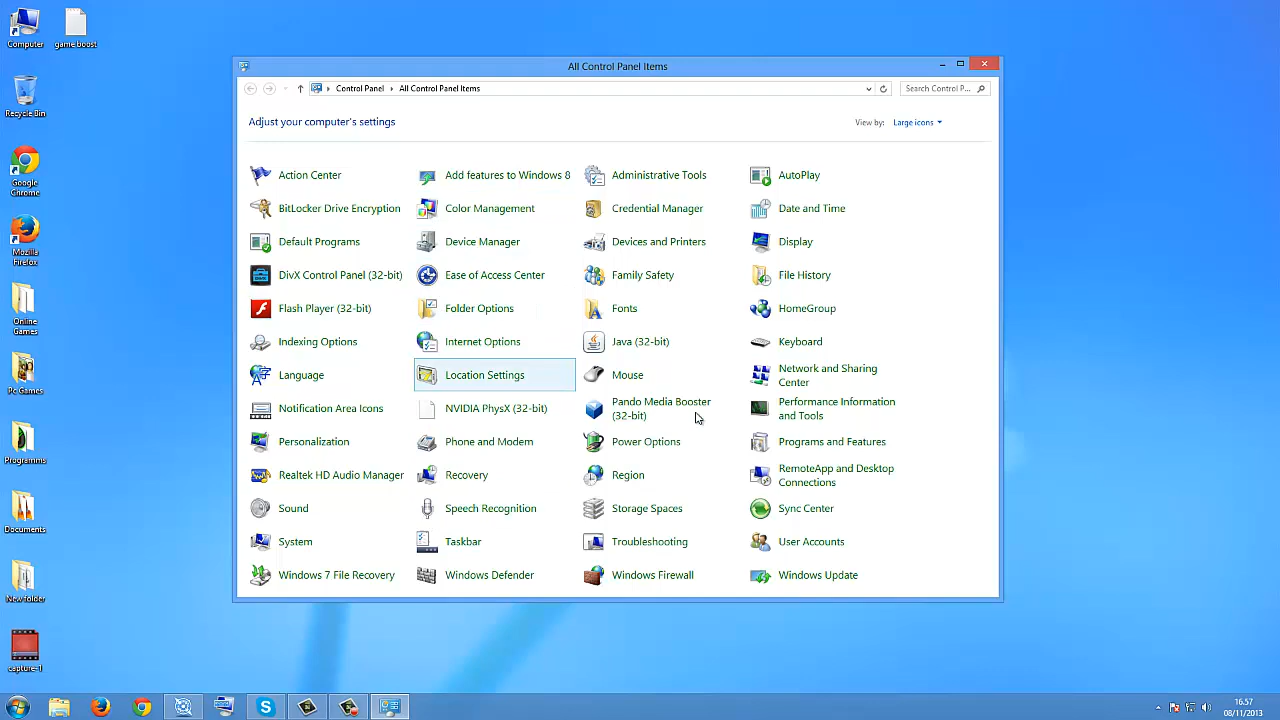 Computer
game boost
Recycle Bin
Google
Chrome
Mozilla
Firefox
Online
Games
Pc Games
Programms
Documents
New folder
capture-1
All Control Panel Items
Control Panel
All Control Panel Items
Search Control P...
Adjust your computer's settings
View by:
Large icons
Action Center
Add features to Windows 8
Administrative Tools
AutoPlay
BitLocker Drive Encryption
Color Management
Credential Manager
Date and Time
Default Programs
Device Manager
Devices and Printers
Display
DivX Control Panel (32-bit)
Ease of Access Center
Family Safety
File History
Flash Player (32-bit)
Folder Options
Fonts
HomeGroup
Indexing Options
Internet Options
Java (32-bit)
Keyboard
Language
Location Settings
Mouse
Network and Sharing
Center
Notification Area Icons
NVIDIA PhysX (32-bit)
Pando Media Booster
(32-bit)
Performance Information
and Tools
Personalization
Phone and Modem
Power Options
Programs and Features
Realtek HD Audio Manager
Recovery
Region
RemoteApp and Desktop
Connections
Sound
Speech Recognition
Storage Spaces
Sync Center
System
Taskbar
Troubleshooting
User Accounts
Windows 7 File Recovery
Windows Defender
Windows Firewall
Windows Update
16.57
08/11/2013